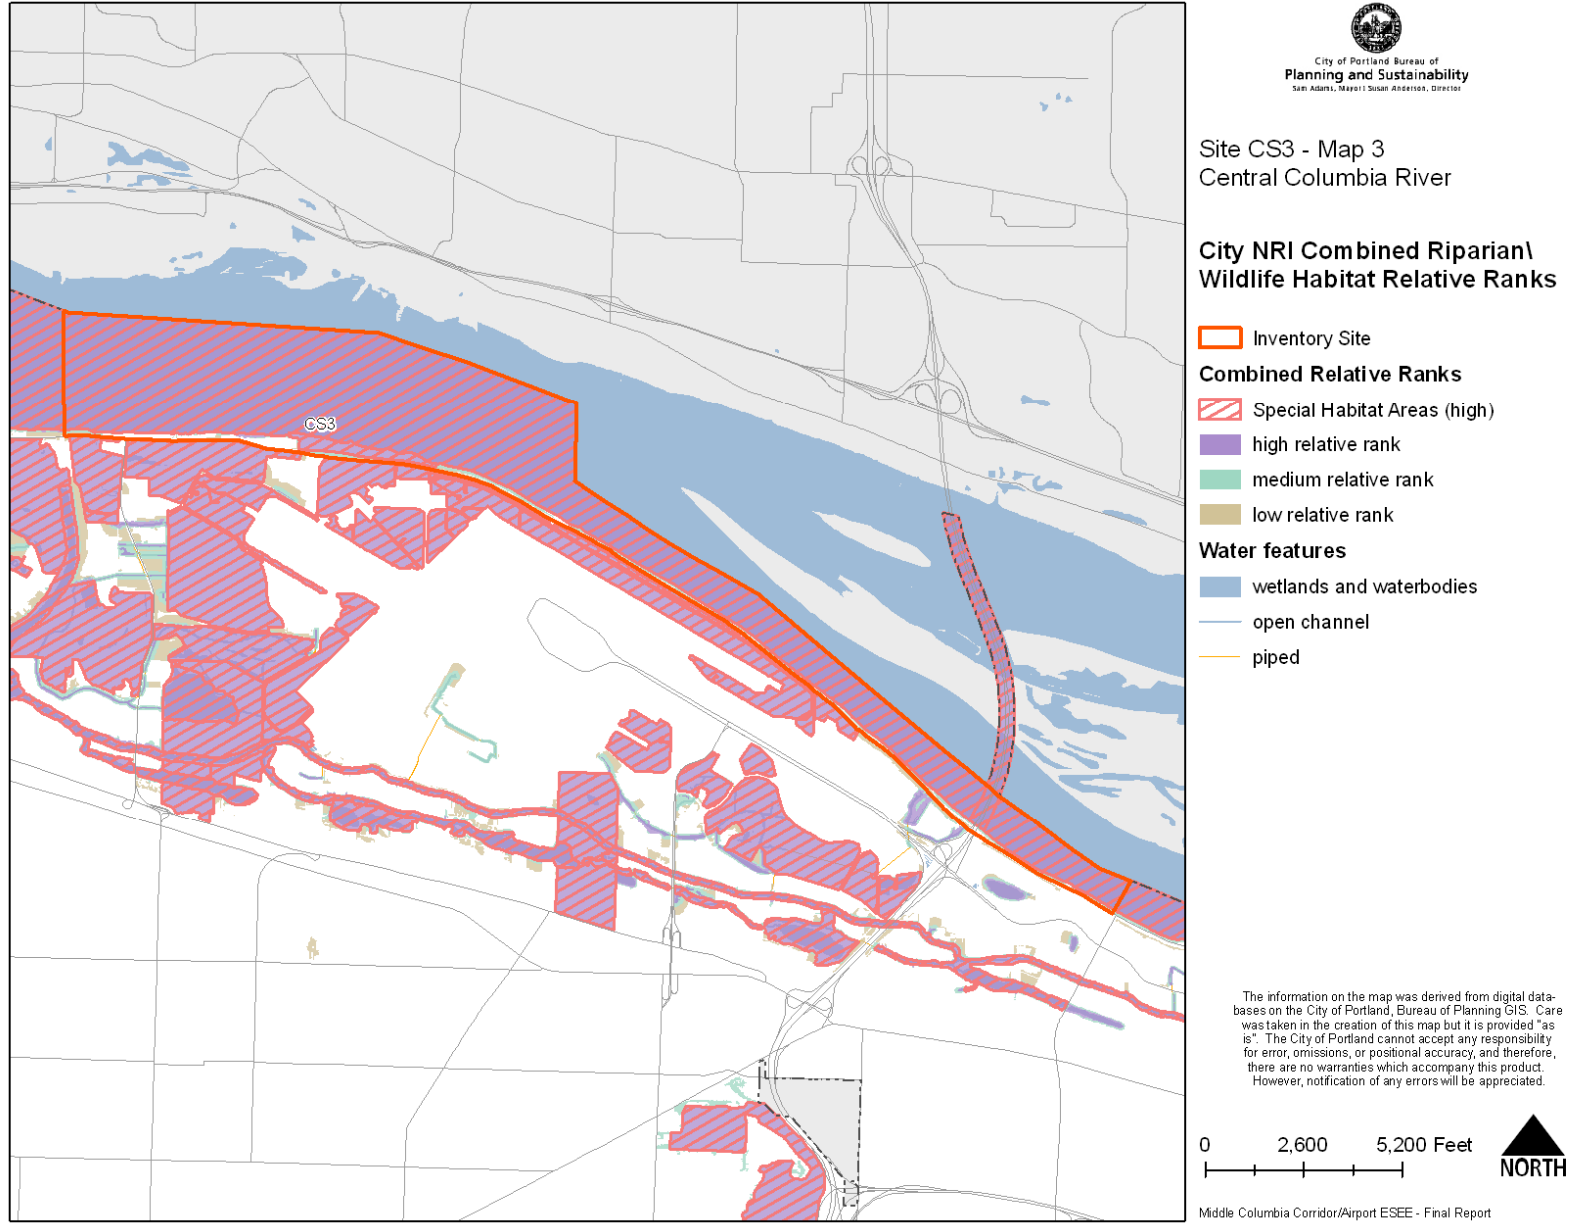 City of Portland Bureau of
Planning and Sustainability
Sam Adams, Mayor I Susan Anderson, Director
Site CS3 - Map 3
Central Columbia River
City NRI Combined Riparian\
Wildlife Habitat Relative Ranks
Inventory Site
Combined Relative Ranks
Special Habitat Areas (high)
high relative rank
medium relative rank
low relative rank
Water features
wetlands and waterbodies
open channel
piped
CS3
The information on the map was derived from digital data-
bases on the City of Portland, Bureau of Planning GIS. Care
was taken in the creation of this map but it is provided "as
is". The City of Portland cannot accept any responsibility
for error, omissions, or positional accuracy, and therefore,
there are no warranties which accompany this product.
However, notification of any errors will be appreciated.
0 2,600 5,200 Feet
NORTH
Middle Columbia Corridor/Airport ESEE - Final Report